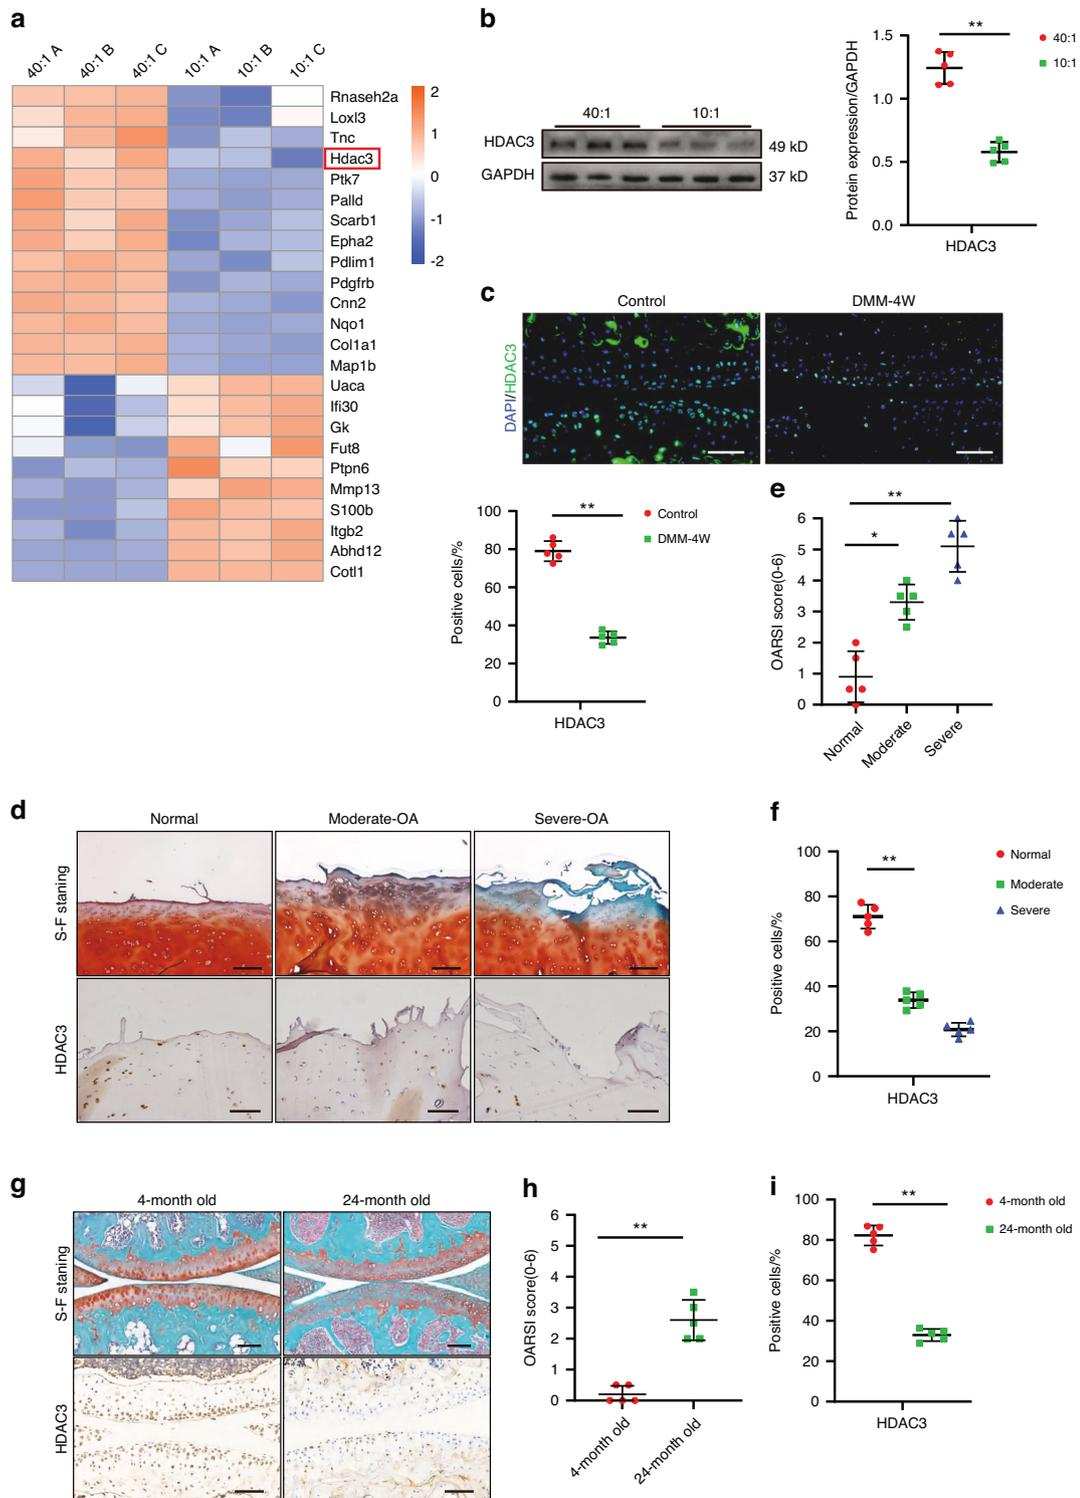 a
40:1 A
40:1 B
40:1 C
10:1 A
10:1 B
10:1 C
Rnaseh2a
Loxl3
Tnc
Hdac3
Ptk7
Palld
Scarb1
Epha2
Pdlim1
Pdgfrb
Cnn2
Nqo1
Col1a1
Map1b
Uaca
Ifi30
Gk
Fut8
Ptpn6
Mmp13
S100b
Itgb2
Abhd12
Cotl1
2
1
0
-1
-2
b
40:1 10:1
HDAC3 49 kD
GAPDH 37 kD
Protein expression/GAPDH
1.5
1.0
0.5
0.0
**
HDAC3
40:1
10:1
c
Control DMM-4W
DAPI/HDAC3
Positive cells/%
100
80
60
40
20
0
**
HDAC3
Control
DMM-4W
e
OARSI score(0-6)
6
5
4
3
2
1
0
**
*
Normal
Moderate
Severe
d
Normal Moderate-OA Severe-OA
S-F staning
HDAC3
f
Positive cells/%
100
80
60
40
20
0
**
HDAC3
Normal
Moderate
Severe
g
4-month old 24-month old
S-F staning
HDAC3
h
OARSI score(0-6)
6
5
4
3
2
1
0
**
4-month old
24-month old
i
Positive cells/%
100
80
60
40
20
0
**
HDAC3
4-month old
24-month old